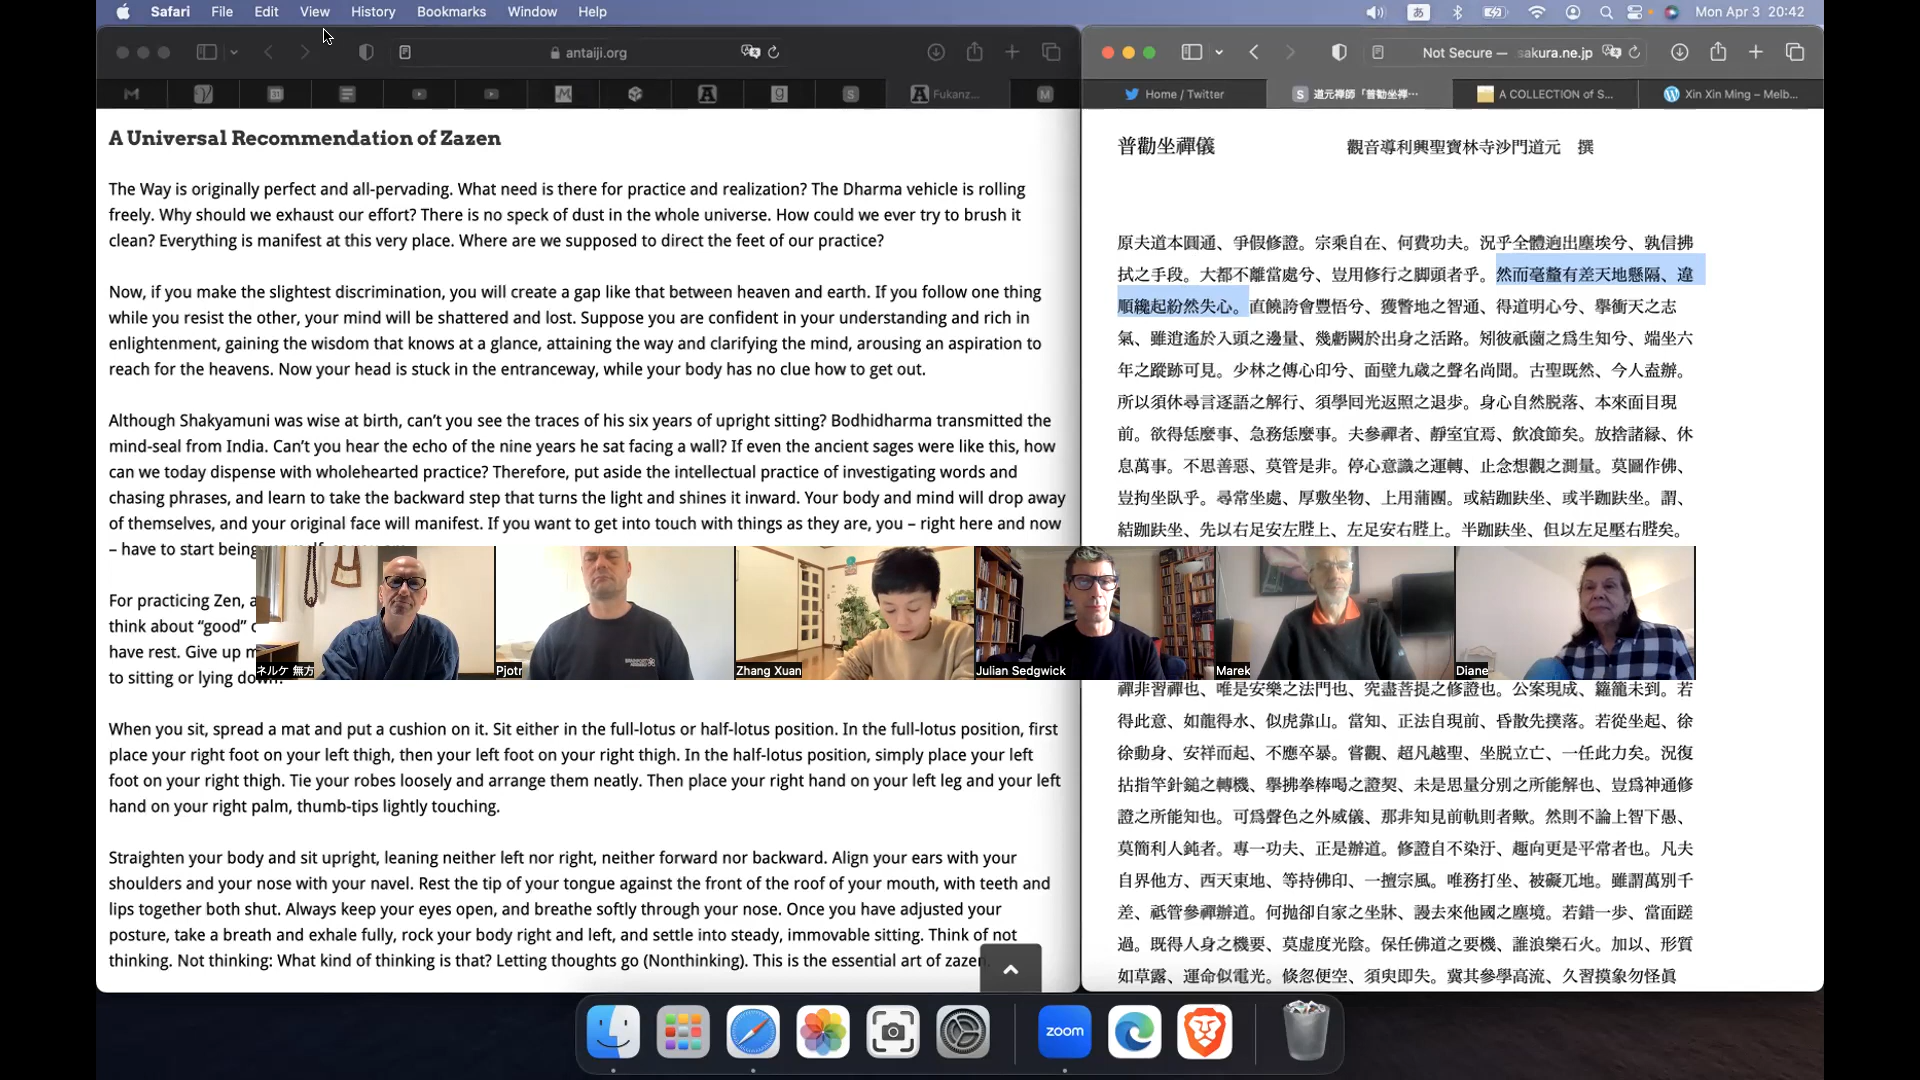 Safari File Edit View History Bookmarks Window Help
あ
Mon Apr 3 20:42
antaiji.org
Fukanz...
A Universal Recommendation of Zazen
The Way is originally perfect and all-pervading. What need is there for practice and realization? The Dharma vehicle is rolling
freely. Why should we exhaust our effort? There is no speck of dust in the whole universe. How could we ever try to brush it
clean? Everything is manifest at this very place. Where are we supposed to direct the feet of our practice?
Now, if you make the slightest discrimination, you will create a gap like that between heaven and earth. If you follow one thing
while you resist the other, your mind will be shattered and lost. Suppose you are confident in your understanding and rich in
enlightenment, gaining the wisdom that knows at a glance, attaining the way and clarifying the mind, arousing an aspiration to
reach for the heavens. Now your head is stuck in the entranceway, while your body has no clue how to get out.
Although Shakyamuni was wise at birth, can’t you see the traces of his six years of upright sitting? Bodhidharma transmitted the
mind-seal from India. Can’t you hear the echo of the nine years he sat facing a wall? If even the ancient sages were like this, how
can we today dispense with wholehearted practice? Therefore, put aside the intellectual practice of investigating words and
chasing phrases, and learn to take the backward step that turns the light and shines it inward. Your body and mind will drop away
of themselves, and your original face will manifest. If you want to get into touch with things as they are, you – right here and now
– have to start being
For practicing Zen, a
think about “good”
have rest. Give up
to sitting or lying down.
When you sit, spread a mat and put a cushion on it. Sit either in the full-lotus or half-lotus position. In the full-lotus position, first
place your right foot on your left thigh, then your left foot on your right thigh. In the half-lotus position, simply place your left
foot on your right thigh. Tie your robes loosely and arrange them neatly. Then place your right hand on your left leg and your left
hand on your right palm, thumb-tips lightly touching.
Straighten your body and sit upright, leaning neither left nor right, neither forward nor backward. Align your ears with your
shoulders and your nose with your navel. Rest the tip of your tongue against the front of the roof of your mouth, with teeth and
lips together both shut. Always keep your eyes open, and breathe softly through your nose. Once you have adjusted your
posture, take a breath and exhale fully, rock your body right and left, and settle into steady, immovable sitting. Think of not
thinking. Not thinking: What kind of thinking is that? Letting thoughts go (Nonthinking). This is the essential art of zazen.
Not Secure — sakura.ne.jp
Home / Twitter
道元禅師「普勧坐禅…
A COLLECTION of S...
Xin Xin Ming – Melb...
普勸坐禪儀 觀音導利興聖寶林寺沙門道元 撰
原夫道本圓通、爭假修證。宗乘自在、何費功夫。況乎全體逈出塵埃兮、孰信拂
拭之手段。大都不離當處兮、豈用修行之脚頭者乎。然而毫釐有差天地懸隔、違
順纔起紛然失心。直饒誇會豐悟兮、獲瞥地之智通、得道明心兮、擧衝天之志
氣、雖逍遙於入頭之邊量、幾虧闕於出身之活路。矧彼祇薗之爲生知兮、端坐六
年之蹤跡可見。少林之傳心印兮、面壁九歳之聲名尚聞。古聖既然、今人盍辦。
所以須休尋言逐語之解行、須學囘光返照之退歩。身心自然脱落、本來面目現
前。欲得恁麼事、急務恁麼事。夫參禪者、靜室宜焉、飮飡節矣。放捨諸縁、休
息萬事。不思善惡、莫管是非。停心意識之運轉、止念想觀之測量。莫圖作佛、
豈拘坐臥乎。尋常坐處、厚敷坐物、上用蒲團。或結跏趺坐、或半跏趺坐。謂、
結跏趺坐、先以右足安左䏶上、左足安右䏶上。半跏趺坐、但以左足壓右䏶矣。
ネルケ 無方
Pjotr
Zhang Xuan
Julian Sedgwick
Marek
Diane
禪非習禪也、唯是安樂之法門也、究盡菩提之修證也。公案現成、籮籠未到。若
得此意、如龍得水、似虎靠山。當知、正法自現前、昏散先撲落。若從坐起、徐
徐動身、安祥而起、不應卒暴。嘗觀、超凡越聖、坐脱立亡、一任此力矣。況復
拈指竿針鎚之轉機、擧拂拳棒喝之證契、未是思量分別之所能解也、豈爲神通修
證之所能知也。可爲聲色之外威儀、那非知見前軌則者歟。然則不論上智下愚、
莫簡利人鈍者。專一功夫、正是辦道。修證自不染汙、趣向更是平常者也。凡夫
自界他方、西天東地、等持佛印、一擅宗風。唯務打坐、被礙兀地。雖謂萬別千
差、祇管參禪辦道。何抛卻自家之坐牀、謾去來他國之塵境。若錯一歩、當面蹉
過。既得人身之機要、莫虚度光陰。保任佛道之要機、誰浪樂石火。加以、形質
如草露、運命似電光。倏忽便空、須臾即失。冀其參學高流、久習摸象勿怪眞
zoom